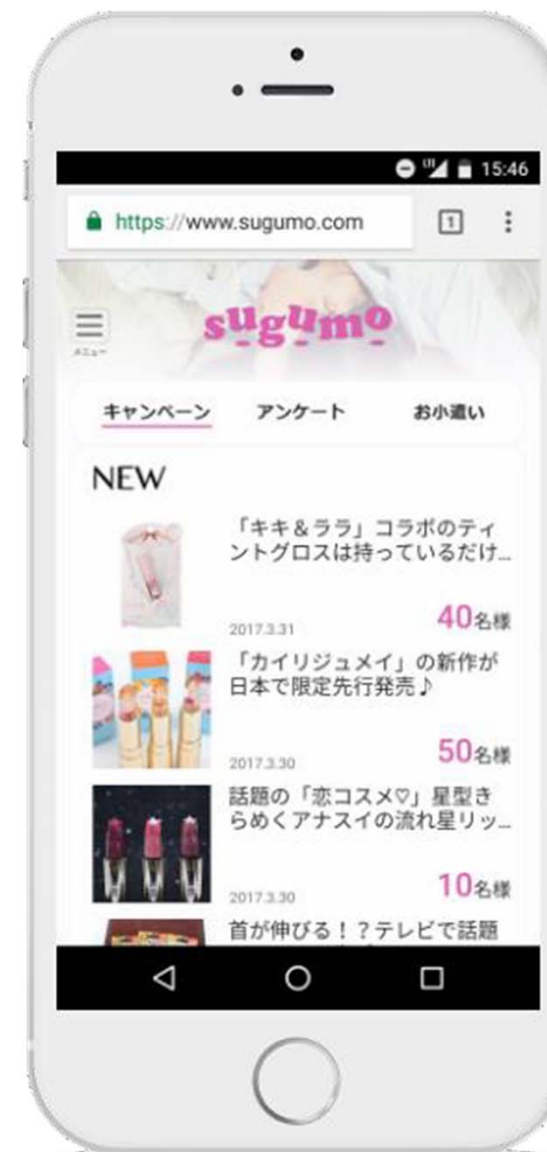 15:46
https://www.sugumo.com
1
メニュー
sugumo
キャンペーン アンケート お小遣い
NEW
「キキ&ララ」コラボのティ
ントグロスは持っているだけ...
2017.3.31
40名様
「カイリジュメイ」の新作が
日本で限定先行発売♪
2017.3.30
50名様
話題の「恋コスメ♡」星型き
らめくアナスイの流れ星リッ...
2017.3.30
10名様
首が伸びる!?テレビで話題